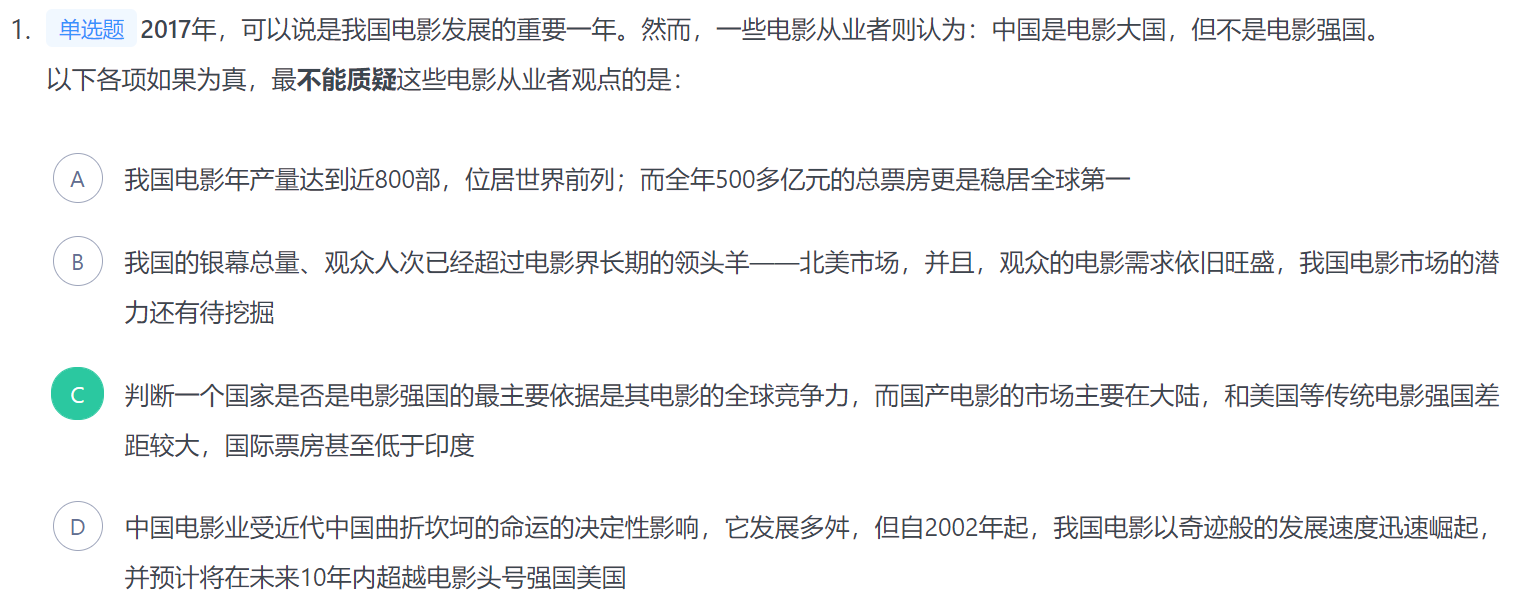 1. 单选题 2017年，可以说是我国电影发展的重要一年。然而，一些电影从业者则认为：中国是电影大国，但不是电影强国。
以下各项如果为真，最不能质疑这些电影从业者观点的是：
A 我国电影年产量达到近800部，位居世界前列；而全年500多亿元的总票房更是稳居全球第一
B 我国的银幕总量、观众人次已经超过电影界长期的领头羊——北美市场，并且，观众的电影需求依旧旺盛，我国电影市场的潜
力还有待挖掘
C 判断一个国家是否是电影强国的最主要依据是其电影的全球竞争力，而国产电影的市场主要在大陆，和美国等传统电影强国差
距较大，国际票房甚至低于印度
D 中国电影业受近代中国曲折坎坷的命运的决定性影响，它发展多舛，但自2002年起，我国电影以奇迹般的发展速度迅速崛起，
并预计将在未来10年内超越电影头号强国美国